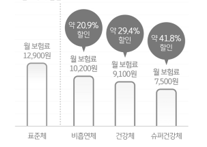 약 20.9%
할인
약 29.4%
할인
약 41.8%
할인
월 보험료
12,900원
월 보험료
10,200원
월 보험료
9,100원
월 보험료
7,500원
표준체
비흡연체
건강체
슈퍼건강체